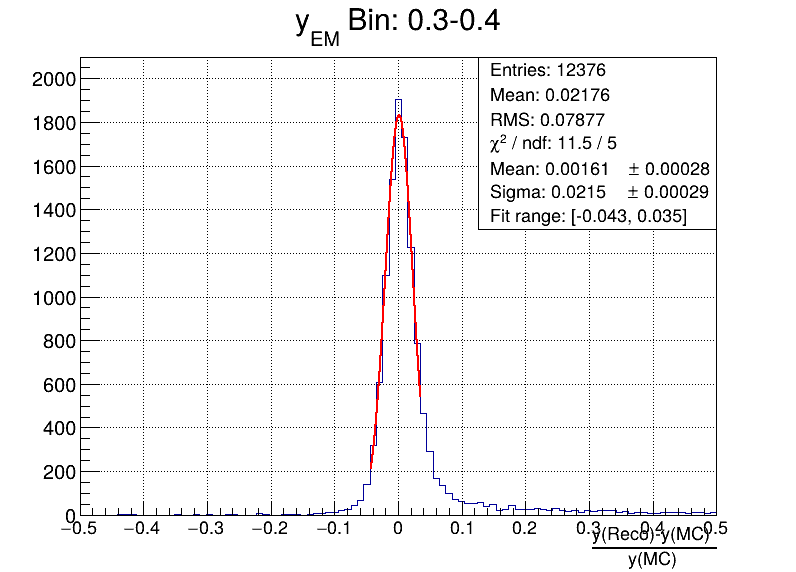 y_EM Bin: 0.3-0.4
Entries: 12376
Mean: 0.02176
RMS: 0.07877
χ² / ndf: 11.5 / 5
Mean: 0.00161 ± 0.00028
Sigma: 0.0215 ± 0.00029
Fit range: [-0.043, 0.035]
2000
1800
1600
1400
1200
1000
800
600
400
200
0
−0.5 −0.4 −0.3 −0.2 −0.1 0 0.1 0.2 0.3 0.4 0.5
y(Reco)-y(MC)
y(MC)